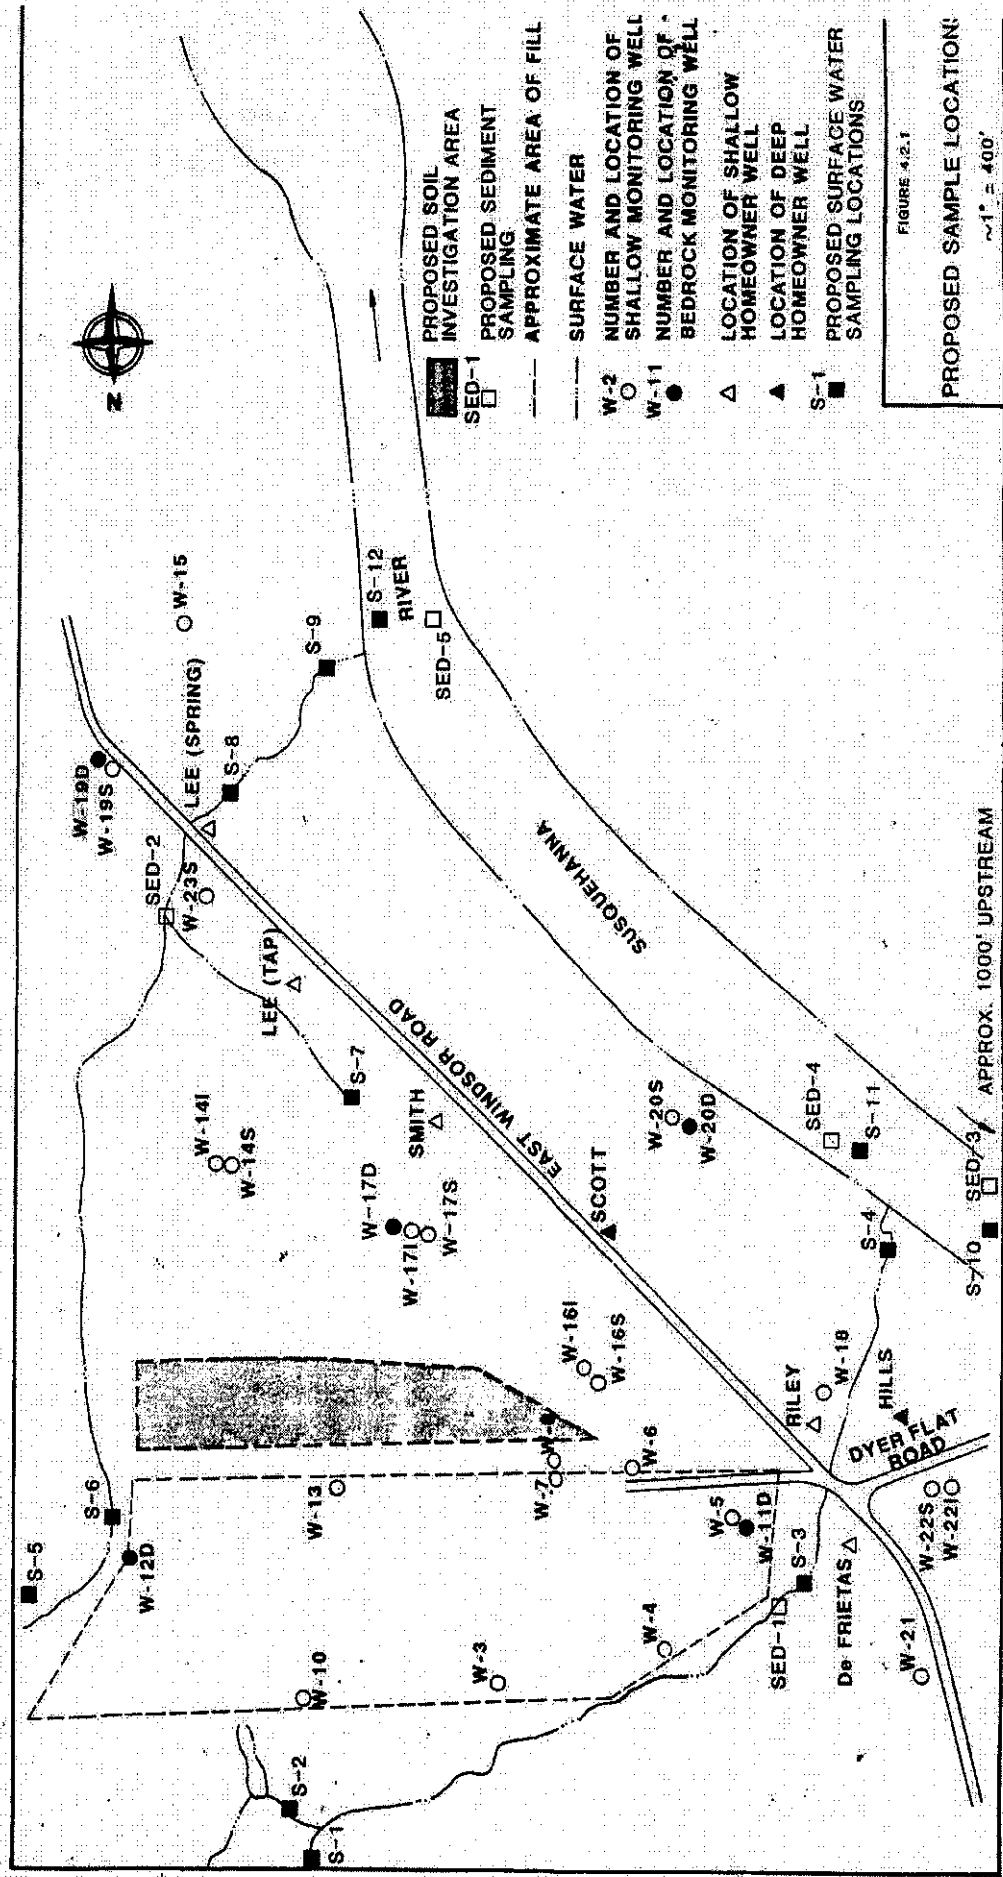 N
PROPOSED SOIL
INVESTIGATION AREA
SED-1
PROPOSED SEDIMENT
SAMPLING
APPROXIMATE AREA OF FILL
SURFACE WATER
W-2
NUMBER AND LOCATION OF
SHALLOW MONITORING WELL
W-11
NUMBER AND LOCATION OF
BEDROCK MONITORING WELL
LOCATION OF SHALLOW
HOMEOWNER WELL
LOCATION OF DEEP
HOMEOWNER WELL
S-1
PROPOSED SURFACE WATER
SAMPLING LOCATIONS
FIGURE 4.2.1
PROPOSED SAMPLE LOCATIONS
~1" = 400'
S-5
S-6
W-12D
W-10
W-13
S-2
S-1
W-3
W-4
W-7
W-6
W-5
W-11D
S-3
SED-1
De FRIETAS
W-21
W-22S
W-22I
DYER FLAT
ROAD
HILLS
RILEY
W-18
W-16I
W-16S
W-14I
W-14S
W-17D
W-17I
W-17S
SMITH
S-7
SCOTT
EAST WINDSOR ROAD
W-20S
W-20D
SED-4
S-11
S-4
S-10
SED-3
APPROX. 1000' UPSTREAM
LEE (TAP)
W-23S
SED-2
W-19D
W-19S
LEE (SPRING)
S-8
S-9
W-15
S-12
SED-5
SUSQUEHANNA
RIVER